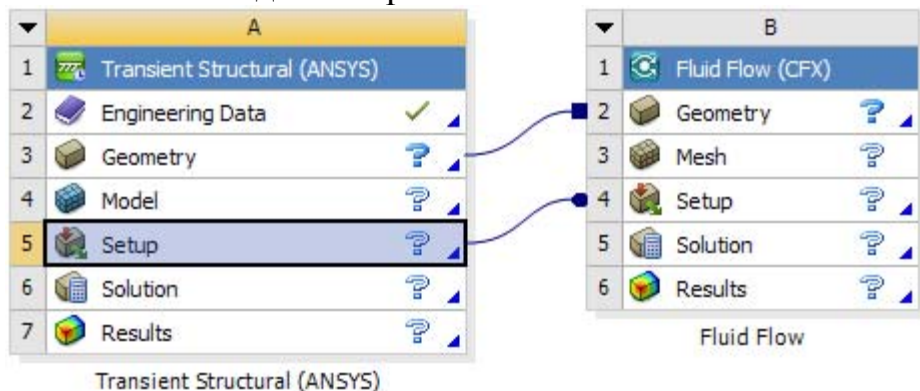 A
1 Transient Structural (ANSYS)
2 Engineering Data
3 Geometry
4 Model
5 Setup
6 Solution
7 Results
Transient Structural (ANSYS)
B
1 Fluid Flow (CFX)
2 Geometry
3 Mesh
4 Setup
5 Solution
6 Results
Fluid Flow